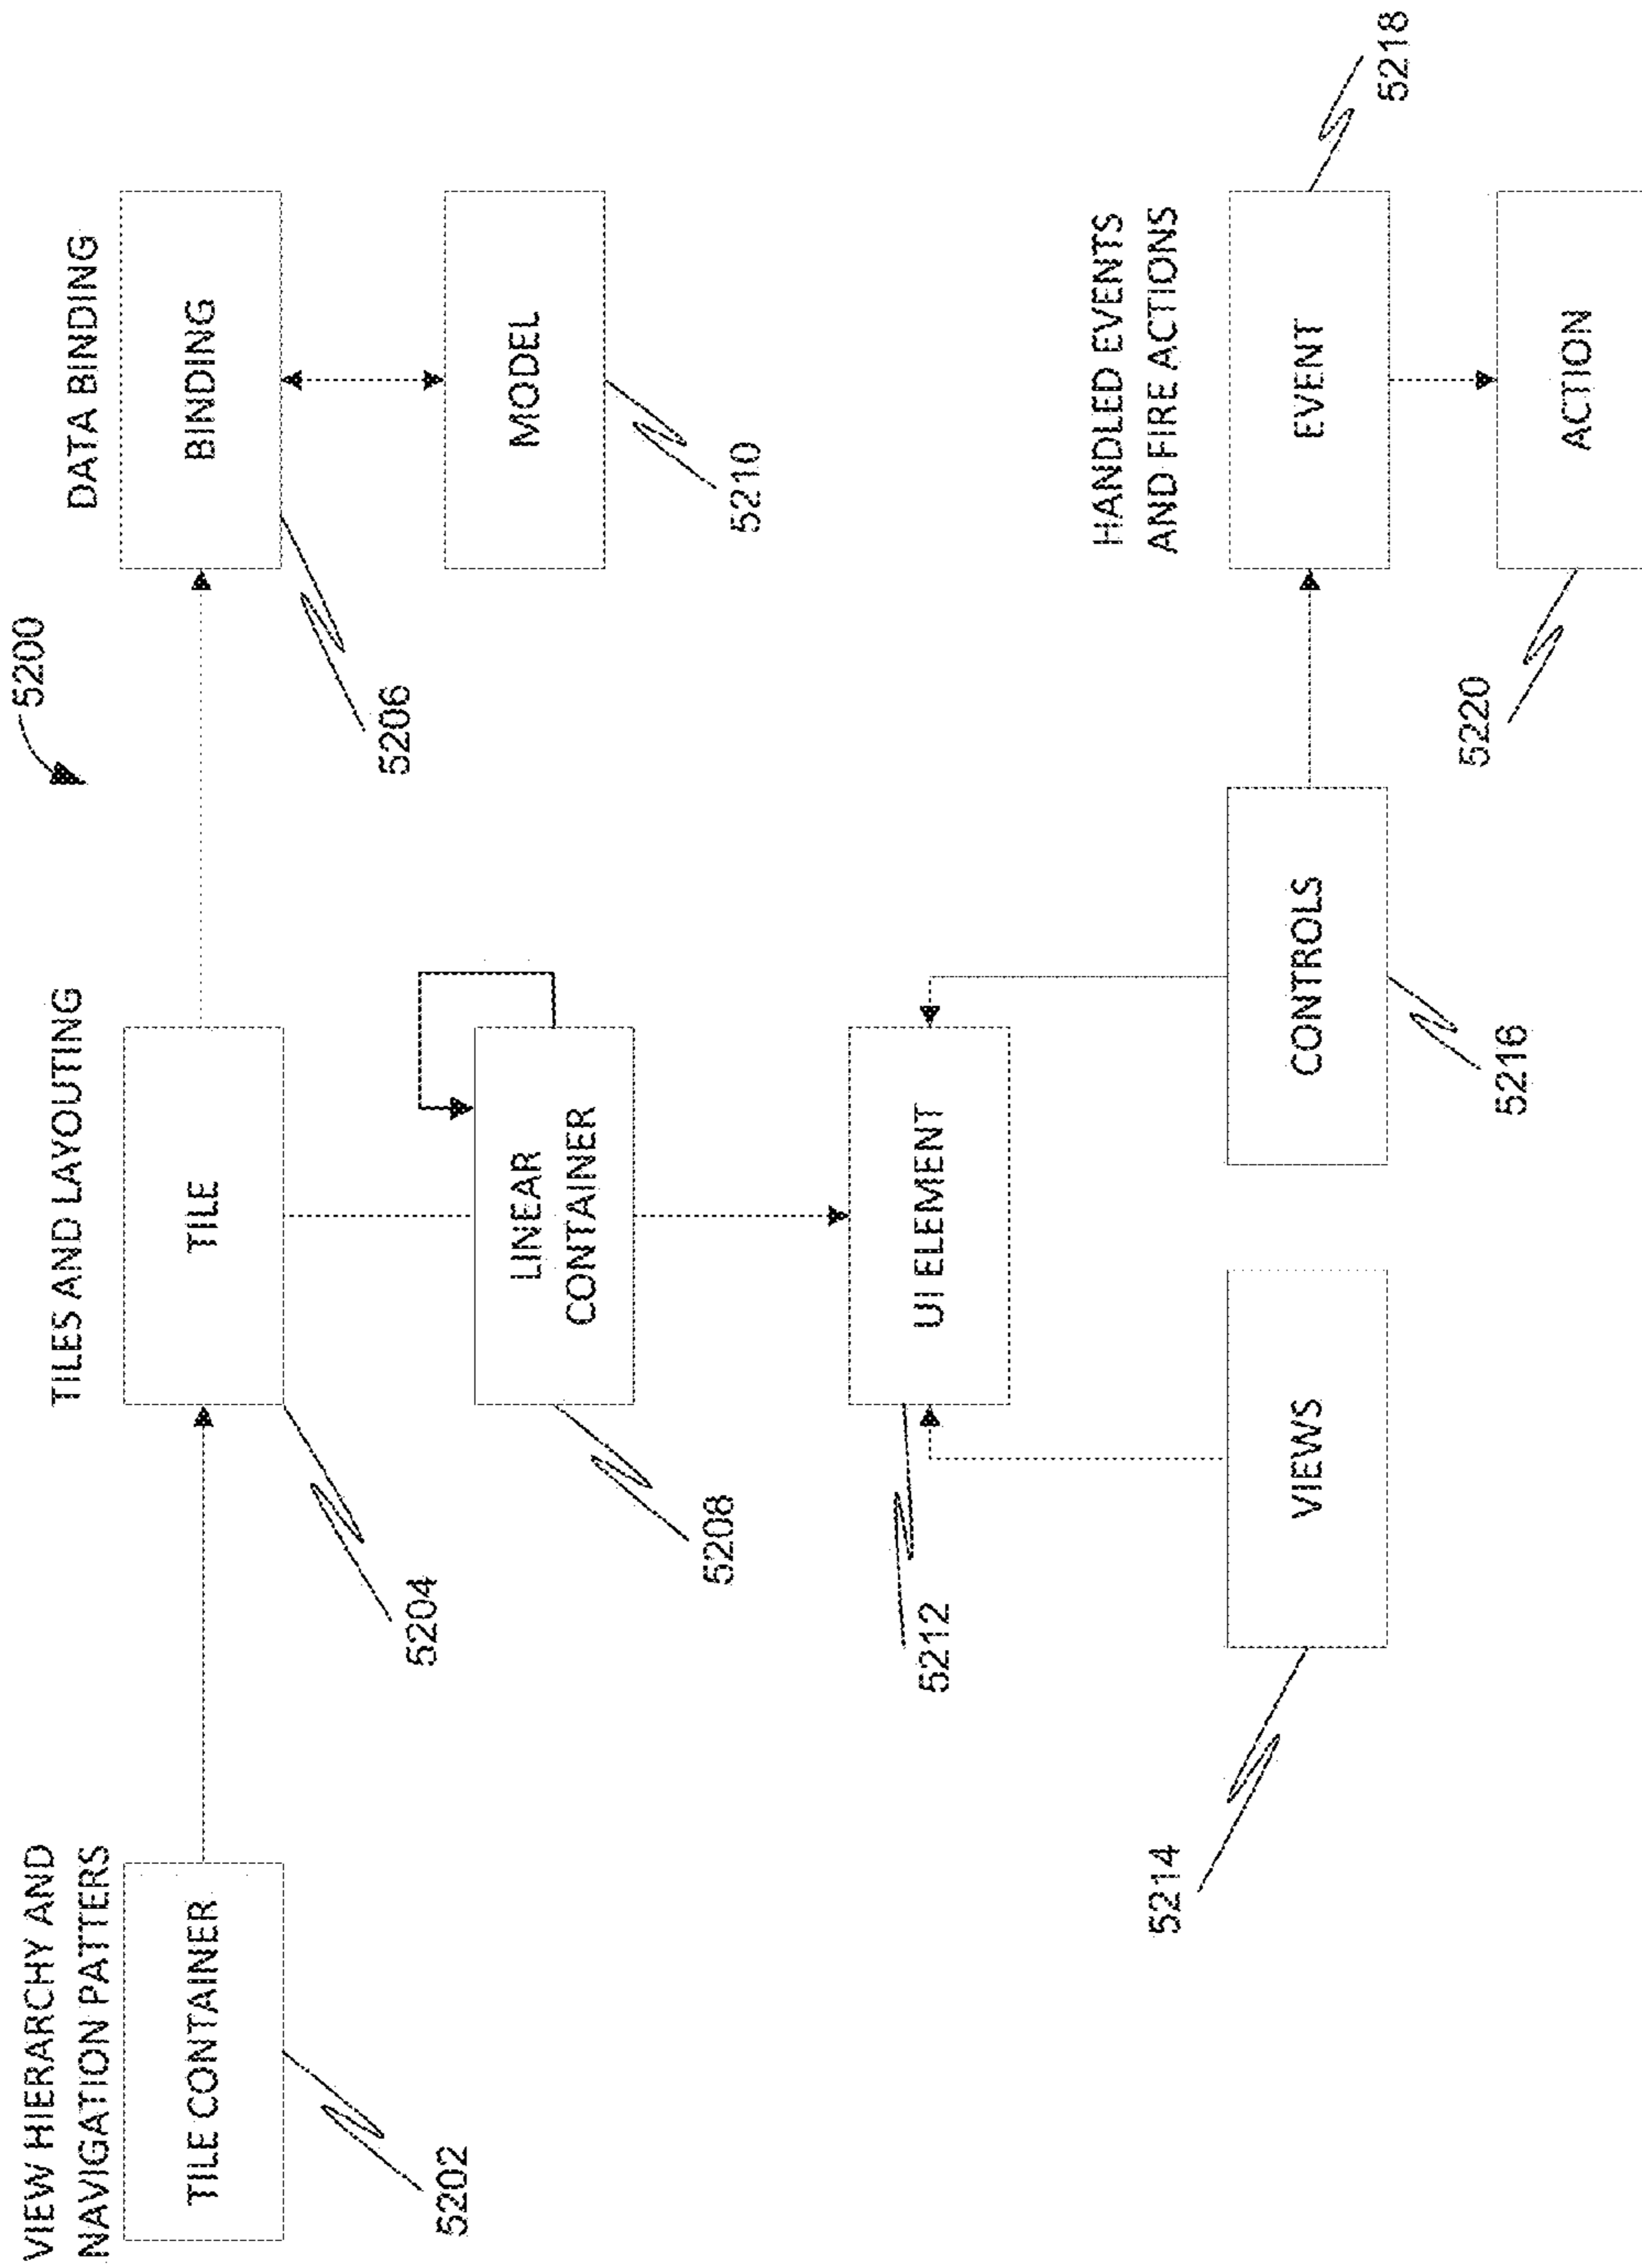 5200
VIEW HIERARCHY AND
NAVIGATION PATTERS
TILE CONTAINER
5202
TILES AND LAYOUTING
TILE
5204
DATA BINDING
BINDING
5206
LINEAR
CONTAINER
5208
MODEL
5210
UI ELEMENT
5212
VIEWS
5214
CONTROLS
5216
HANDLED EVENTS
AND FIRE ACTIONS
EVENT
5218
ACTION
5220